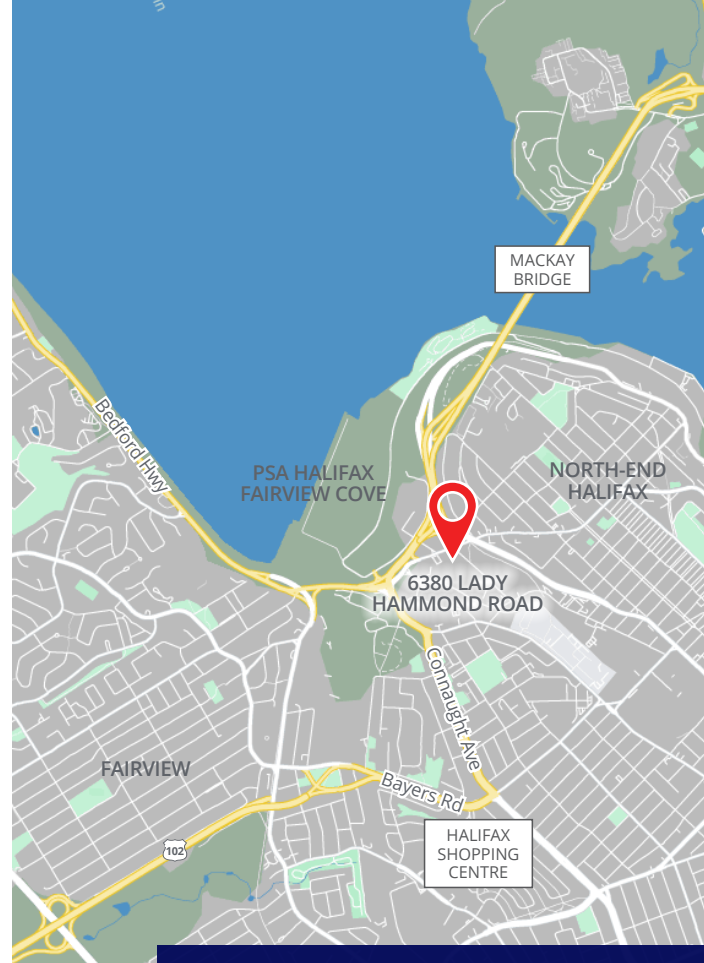 MACKAY
BRIDGE
Bedford Hwy
PSA HALIFAX
FAIRVIEW COVE
NORTH-END
HALIFAX
6380 LADY
HAMMOND ROAD
Connaught Ave
FAIRVIEW
Bayers Rd
HALIFAX
SHOPPING
CENTRE
102